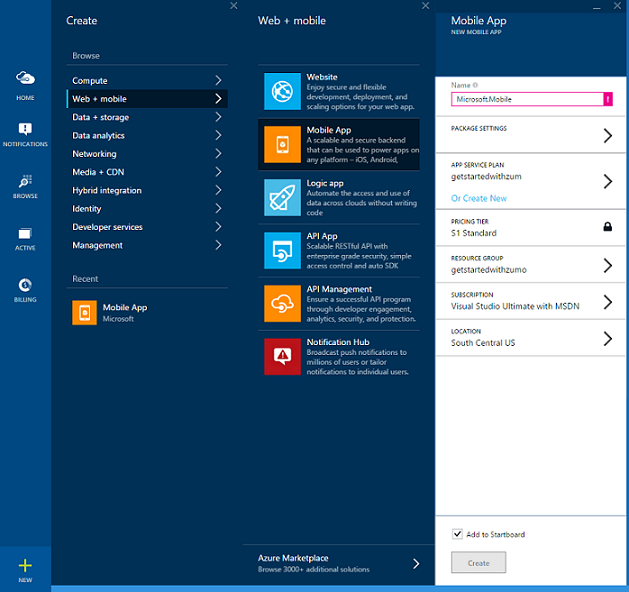 HOME
NOTIFICATIONS
BROWSE
ACTIVE
BILLING
NEW
Create
Browse
Compute
Web + mobile
Data + storage
Data analytics
Networking
Media + CDN
Hybrid integration
Identity
Developer services
Management
Recent
Mobile App
Microsoft
Web + mobile
Website
Enjoy secure and flexible
development, deployment, and
scaling options for your web app.
Mobile App
A scalable and secure backend
that can be used to power apps on
any platform – iOS, Android,
Logic app
Automate the access and use of
data across clouds without writing
code
API App
Scalable RESTful API with
enterprise grade security, simple
access control and auto SDK
API Management
Ensure a successful API program
through developer engagement,
analytics, security, and protection.
Notification Hub
Broadcast push notifications to
millions of users or tailor
notifications to individual users.
Azure Marketplace
Browse 3000+ additional solutions
Mobile App
NEW MOBILE APP
Name
Microsoft.Mobile
!
PACKAGE SETTINGS
APP SERVICE PLAN
getstartedwithzum
Or Create New
PRICING TIER
S1 Standard
RESOURCE GROUP
getstartedwithzumo
SUBSCRIPTION
Visual Studio Ultimate with MSDN
LOCATION
South Central US
Add to Startboard
Create